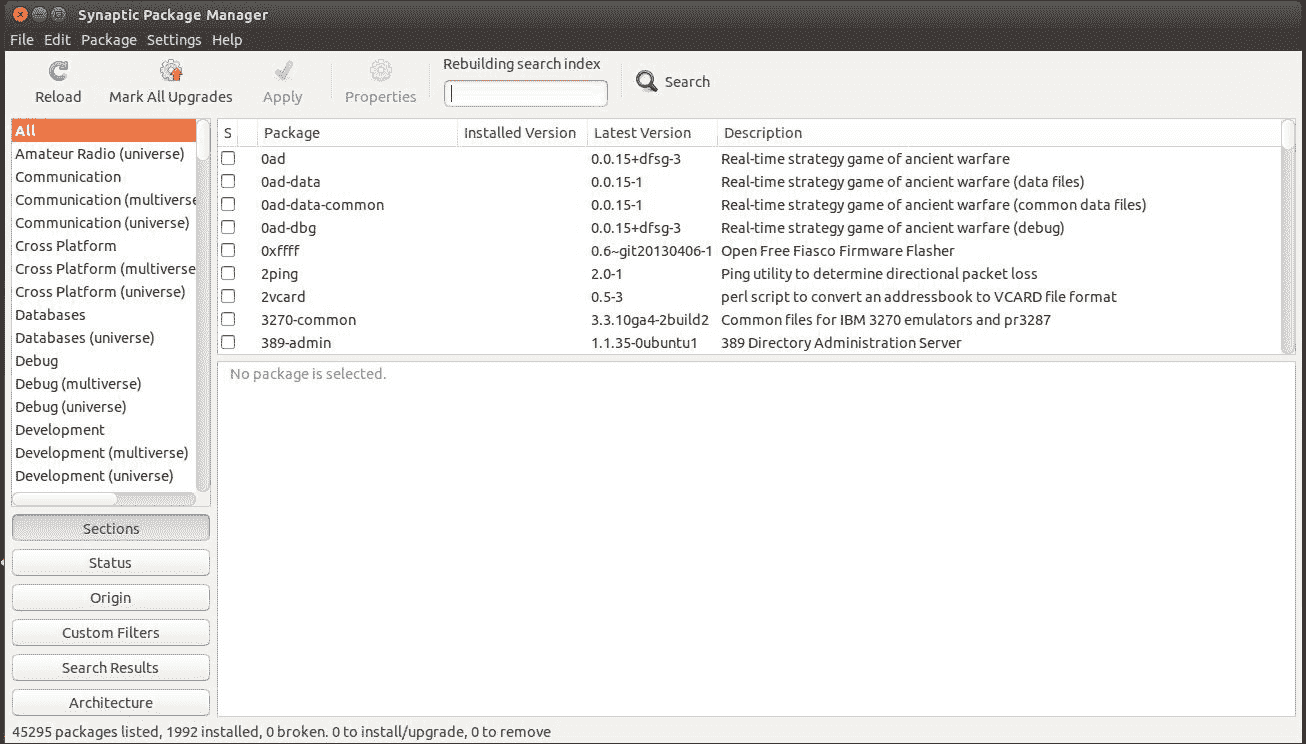 Synaptic Package Manager
File Edit Package Settings Help
Reload Mark All Upgrades Apply Properties Rebuilding search index Search
All
Amateur Radio (universe)
Communication
Communication (multiverse
Communication (universe)
Cross Platform
Cross Platform (multiverse
Cross Platform (universe)
Databases
Databases (universe)
Debug
Debug (multiverse)
Debug (universe)
Development
Development (multiverse)
Development (universe)
Sections
Status
Origin
Custom Filters
Search Results
Architecture
S Package Installed Version Latest Version Description
0ad 0.0.15+dfsg-3 Real-time strategy game of ancient warfare
0ad-data 0.0.15-1 Real-time strategy game of ancient warfare (data files)
0ad-data-common 0.0.15-1 Real-time strategy game of ancient warfare (common data files)
0ad-dbg 0.0.15+dfsg-3 Real-time strategy game of ancient warfare (debug)
0xffff 0.6~git20130406-1 Open Free Fiasco Firmware Flasher
2ping 2.0-1 Ping utility to determine directional packet loss
2vcard 0.5-3 perl script to convert an addressbook to VCARD file format
3270-common 3.3.10ga4-2build2 Common files for IBM 3270 emulators and pr3287
389-admin 1.1.35-0ubuntu1 389 Directory Administration Server
No package is selected.
45295 packages listed, 1992 installed, 0 broken. 0 to install/upgrade, 0 to remove